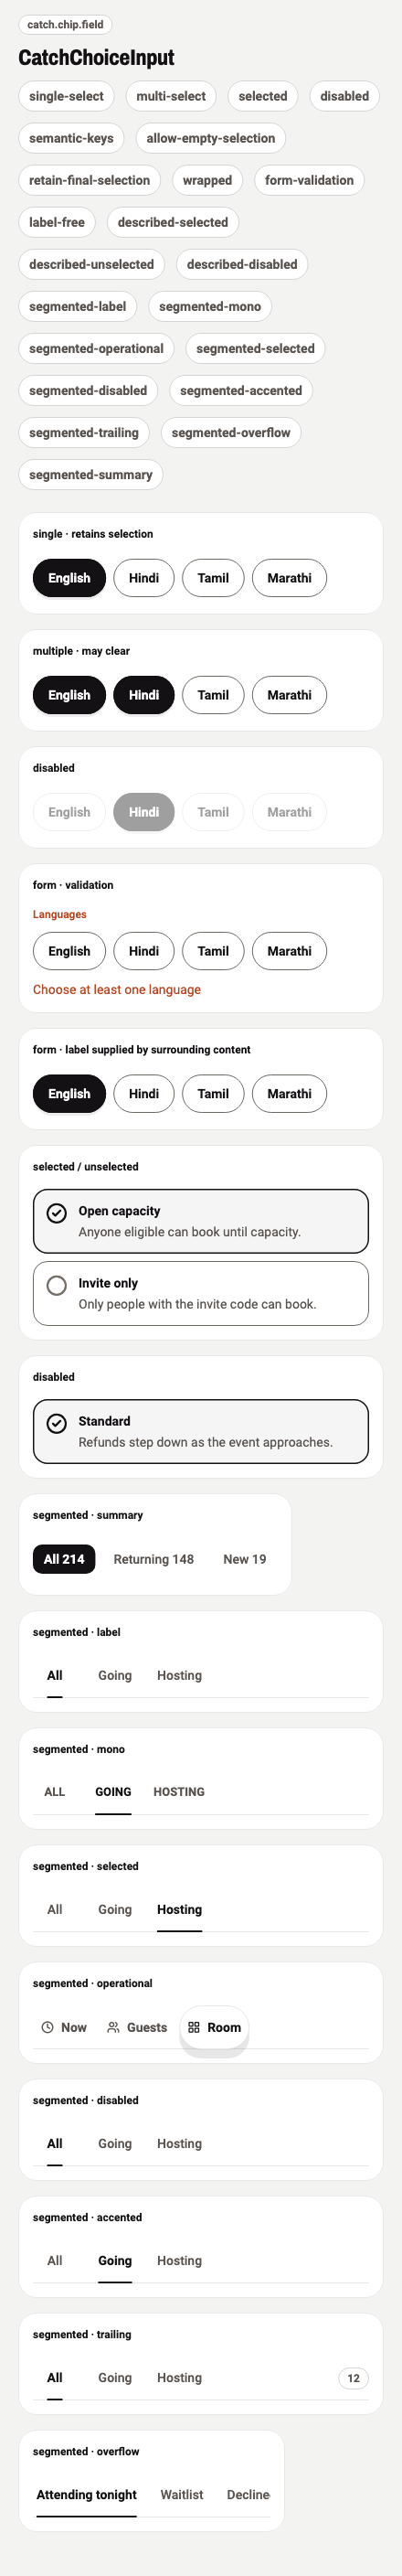 catch.chip.field
CatchChoiceInput
single-select multi-select selected disabled
semantic-keys allow-empty-selection
retain-final-selection wrapped form-validation
label-free described-selected
described-unselected described-disabled
segmented-label segmented-mono
segmented-operational segmented-selected
segmented-disabled segmented-accented
segmented-trailing segmented-overflow
segmented-summary
single · retains selection
English Hindi Tamil Marathi
multiple · may clear
English Hindi Tamil Marathi
disabled
English Hindi Tamil Marathi
form · validation
Languages
English Hindi Tamil Marathi
Choose at least one language
form · label supplied by surrounding content
English Hindi Tamil Marathi
selected / unselected
Open capacity
Anyone eligible can book until capacity.
Invite only
Only people with the invite code can book.
disabled
Standard
Refunds step down as the event approaches.
segmented · summary
All 214 Returning 148 New 19
segmented · label
All Going Hosting
segmented · mono
ALL GOING HOSTING
segmented · selected
All Going Hosting
segmented · operational
Now Guests Room
segmented · disabled
All Going Hosting
segmented · accented
All Going Hosting
segmented · trailing
All Going Hosting 12
segmented · overflow
Attending tonight Waitlist Decline